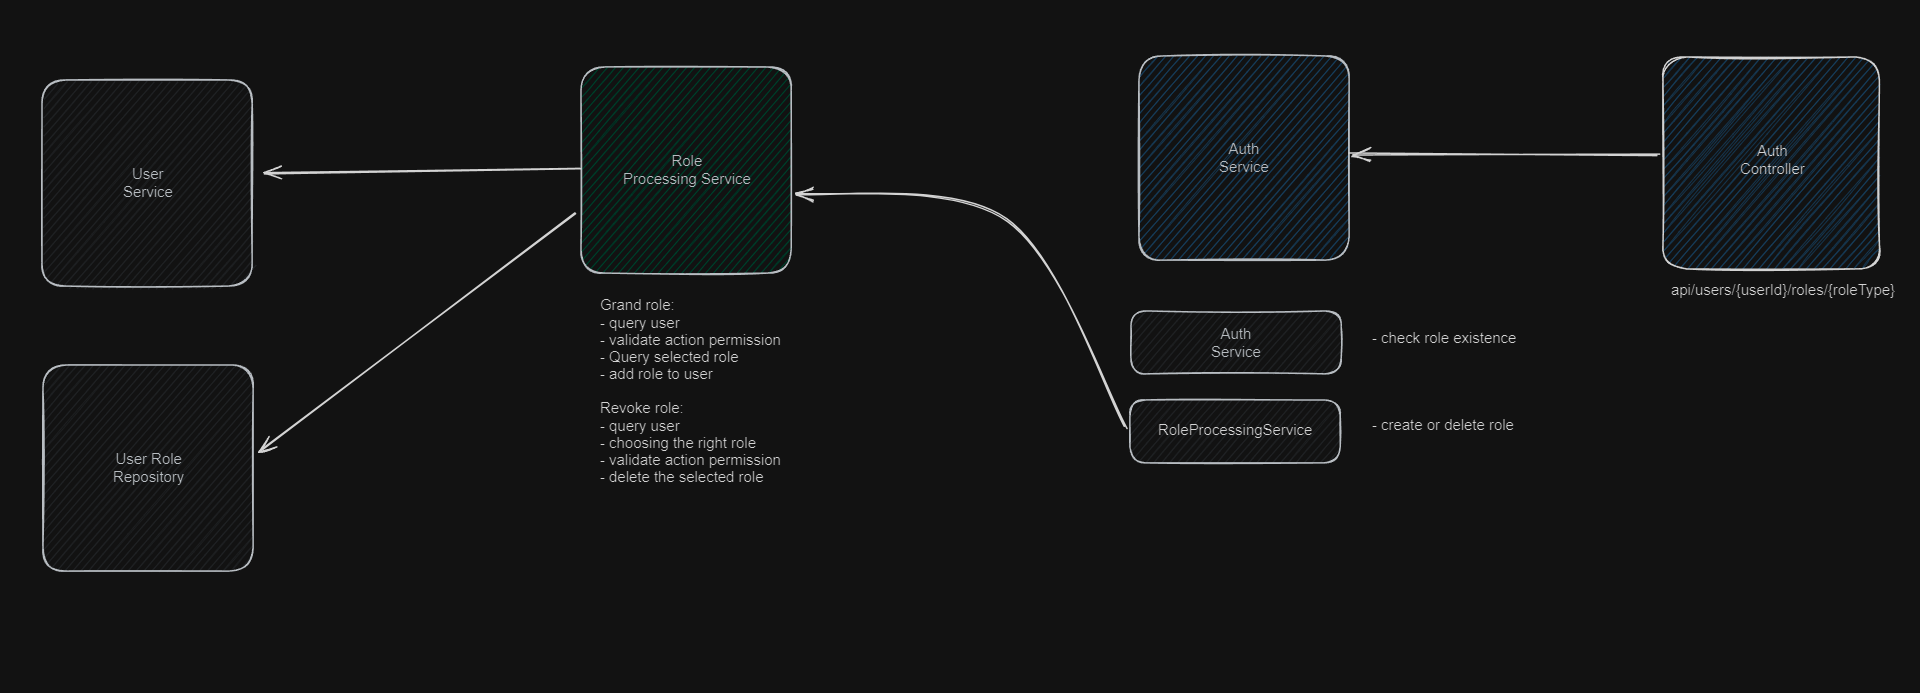 User
Service
User Role
Repository
Role
Processing Service
Grand role:
- query user
- validate action permission
- Query selected role
- add role to user
Revoke role:
- query user
- choosing the right role
- validate action permission
- delete the selected role
Auth
Service
Auth
Service
- check role existence
RoleProcessingService
- create or delete role
Auth
Controller
api/users/{userId}/roles/{roleType}